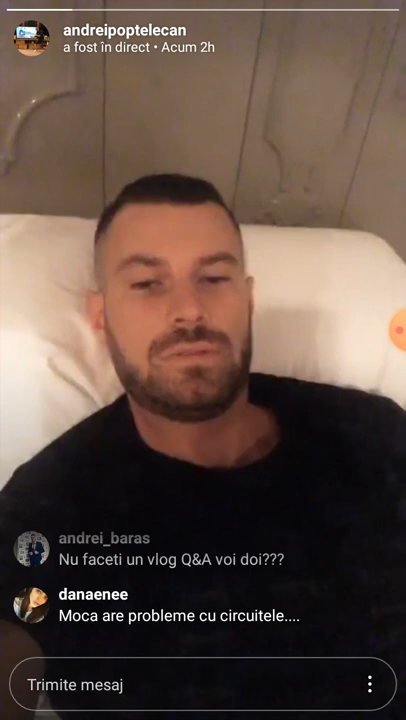 andreipoptelecan
a fost în direct • Acum 2h
andrei_baras
Nu faceti un vlog Q&A voi doi???
danaenee
Moca are probleme cu circuitele....
Trimite mesaj